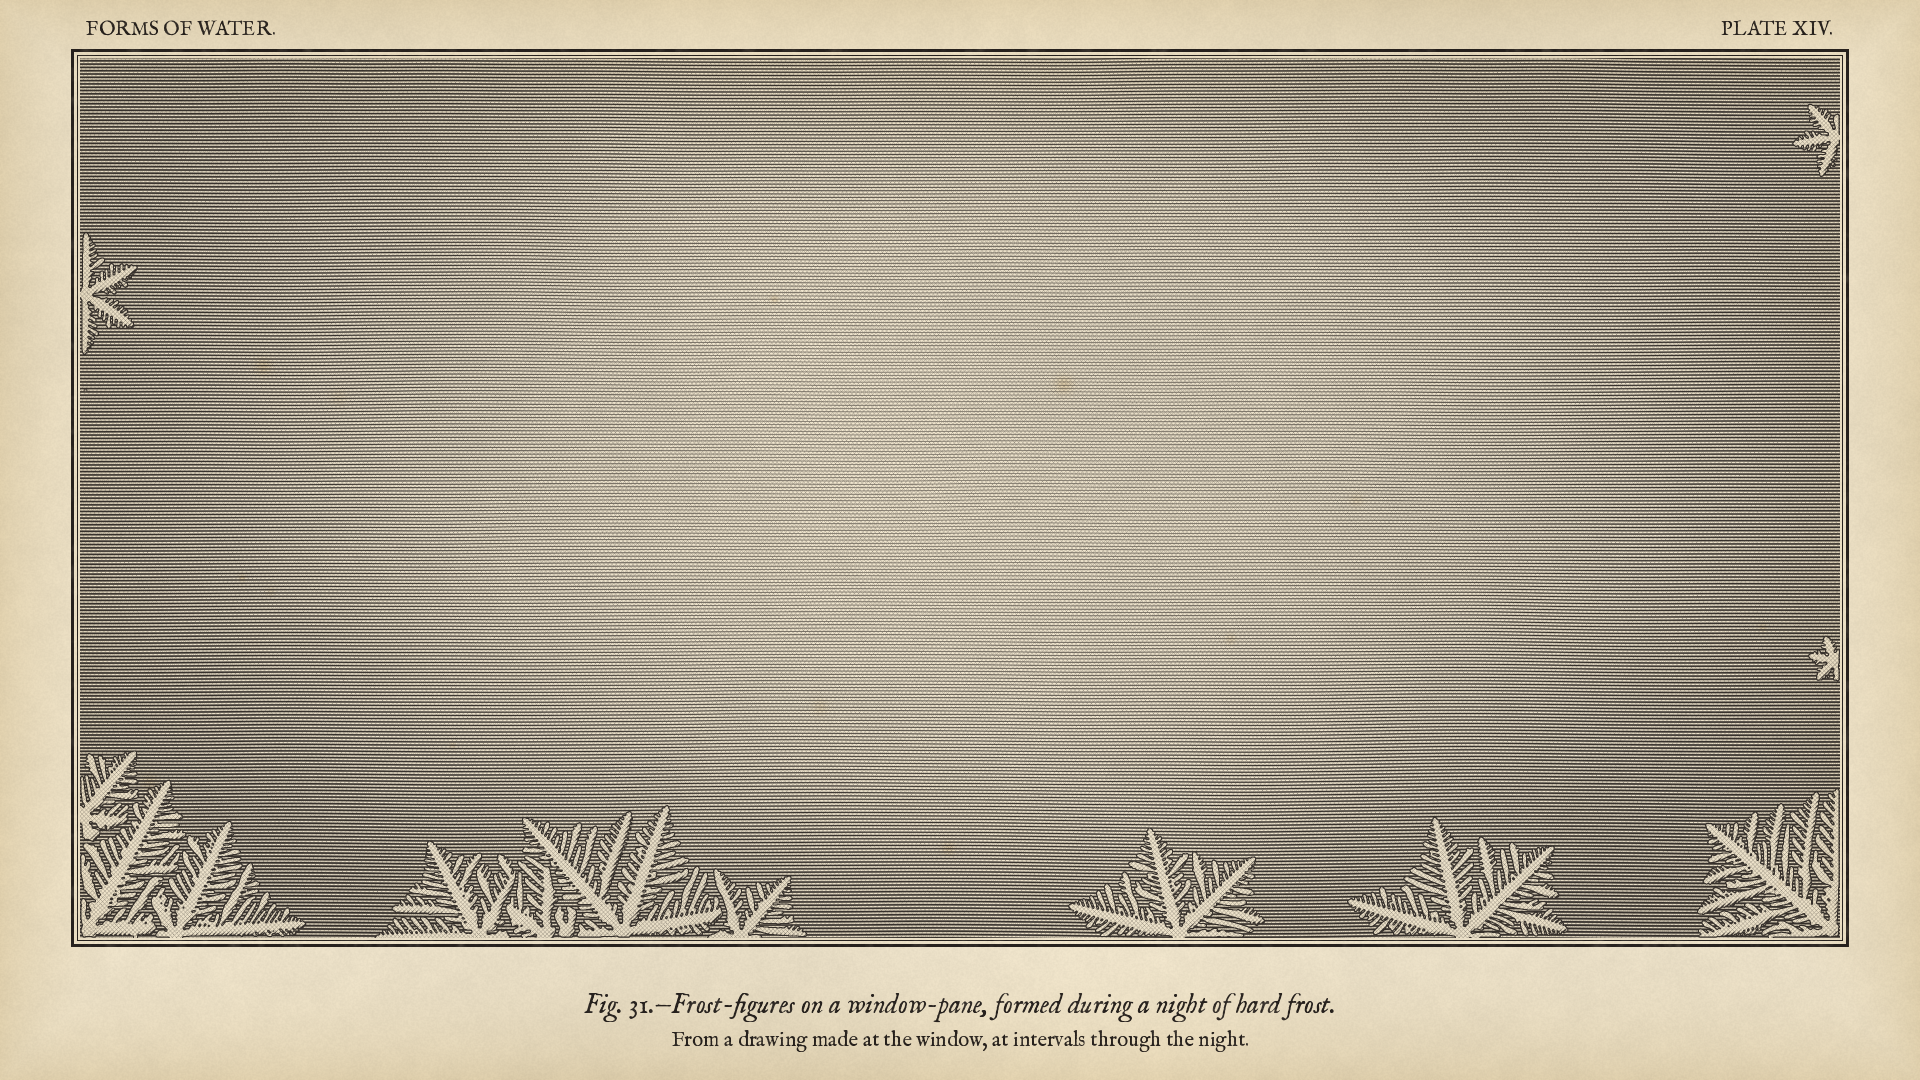 FORMS OF WATER.
PLATE XIV.
Fig. 31.—Frost-figures on a window-pane, formed during a night of hard frost.
From a drawing made at the window, at intervals through the night.